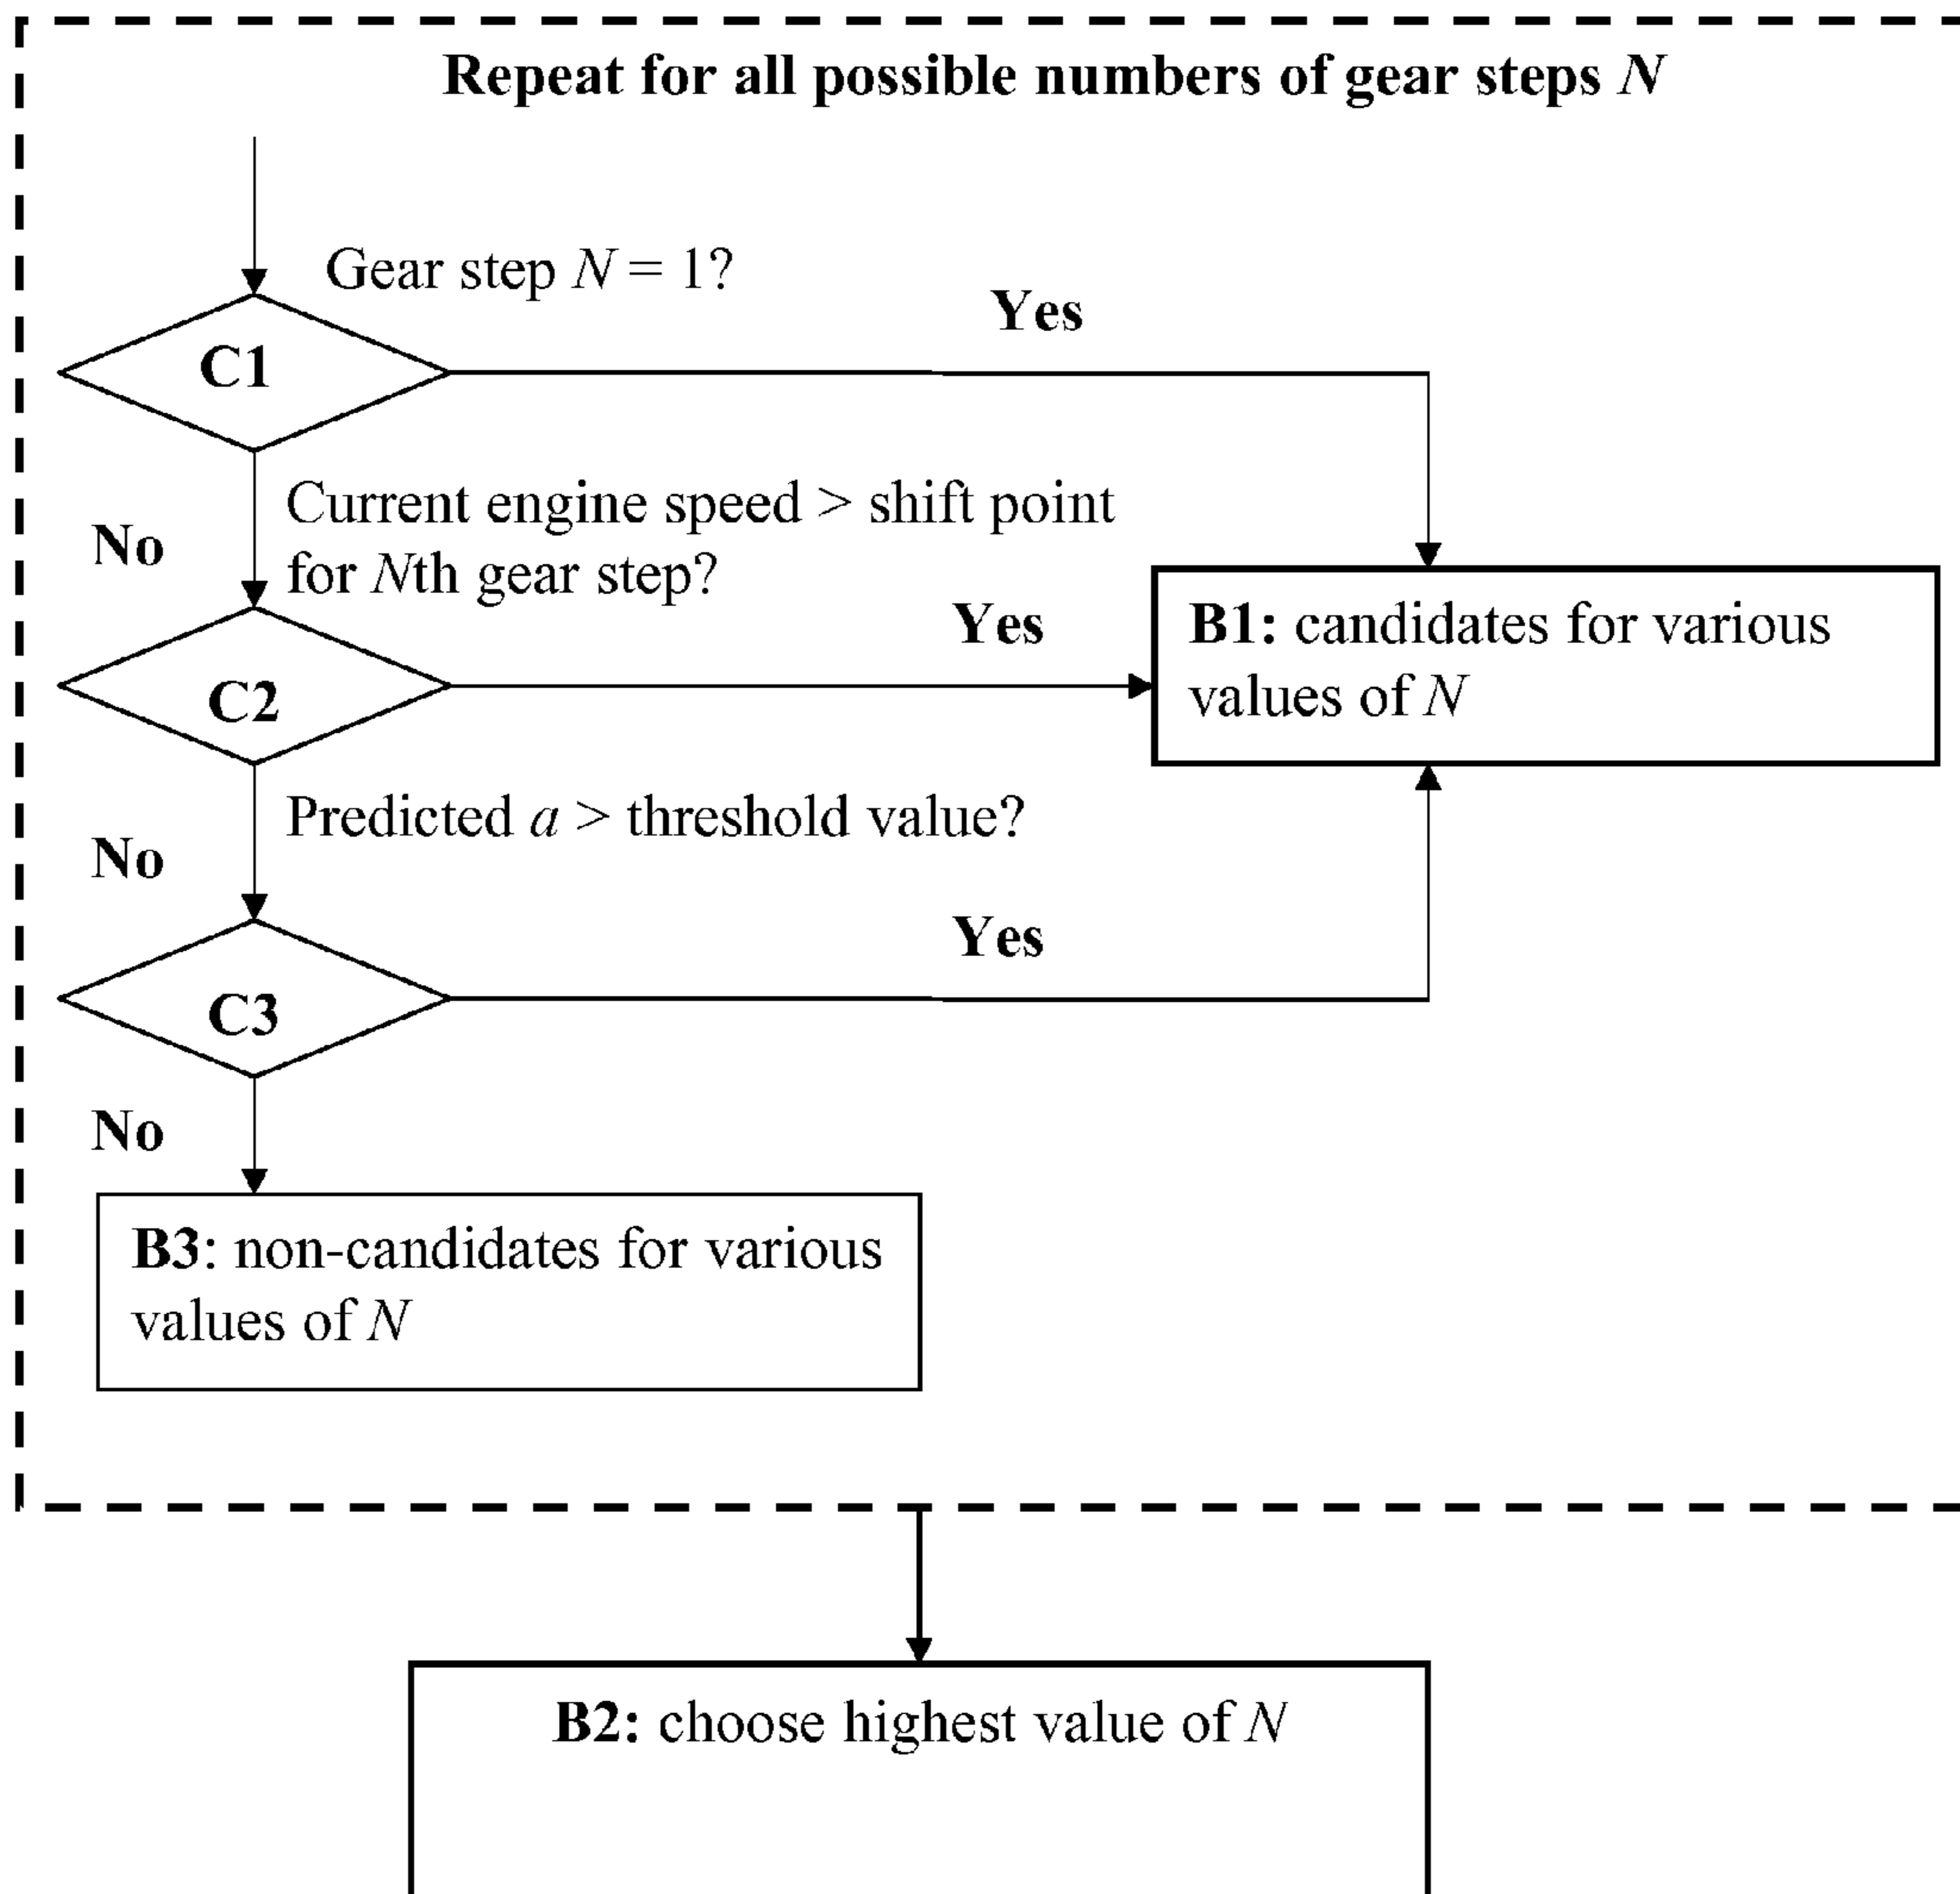 Repeat for all possible numbers of gear steps N
Gear step N = 1?
Yes
C1
Current engine speed > shift point
for Nth gear step?
No
Yes
B1: candidates for various
values of N
C2
Predicted a > threshold value?
No
Yes
C3
No
B3: non-candidates for various
values of N
B2: choose highest value of N